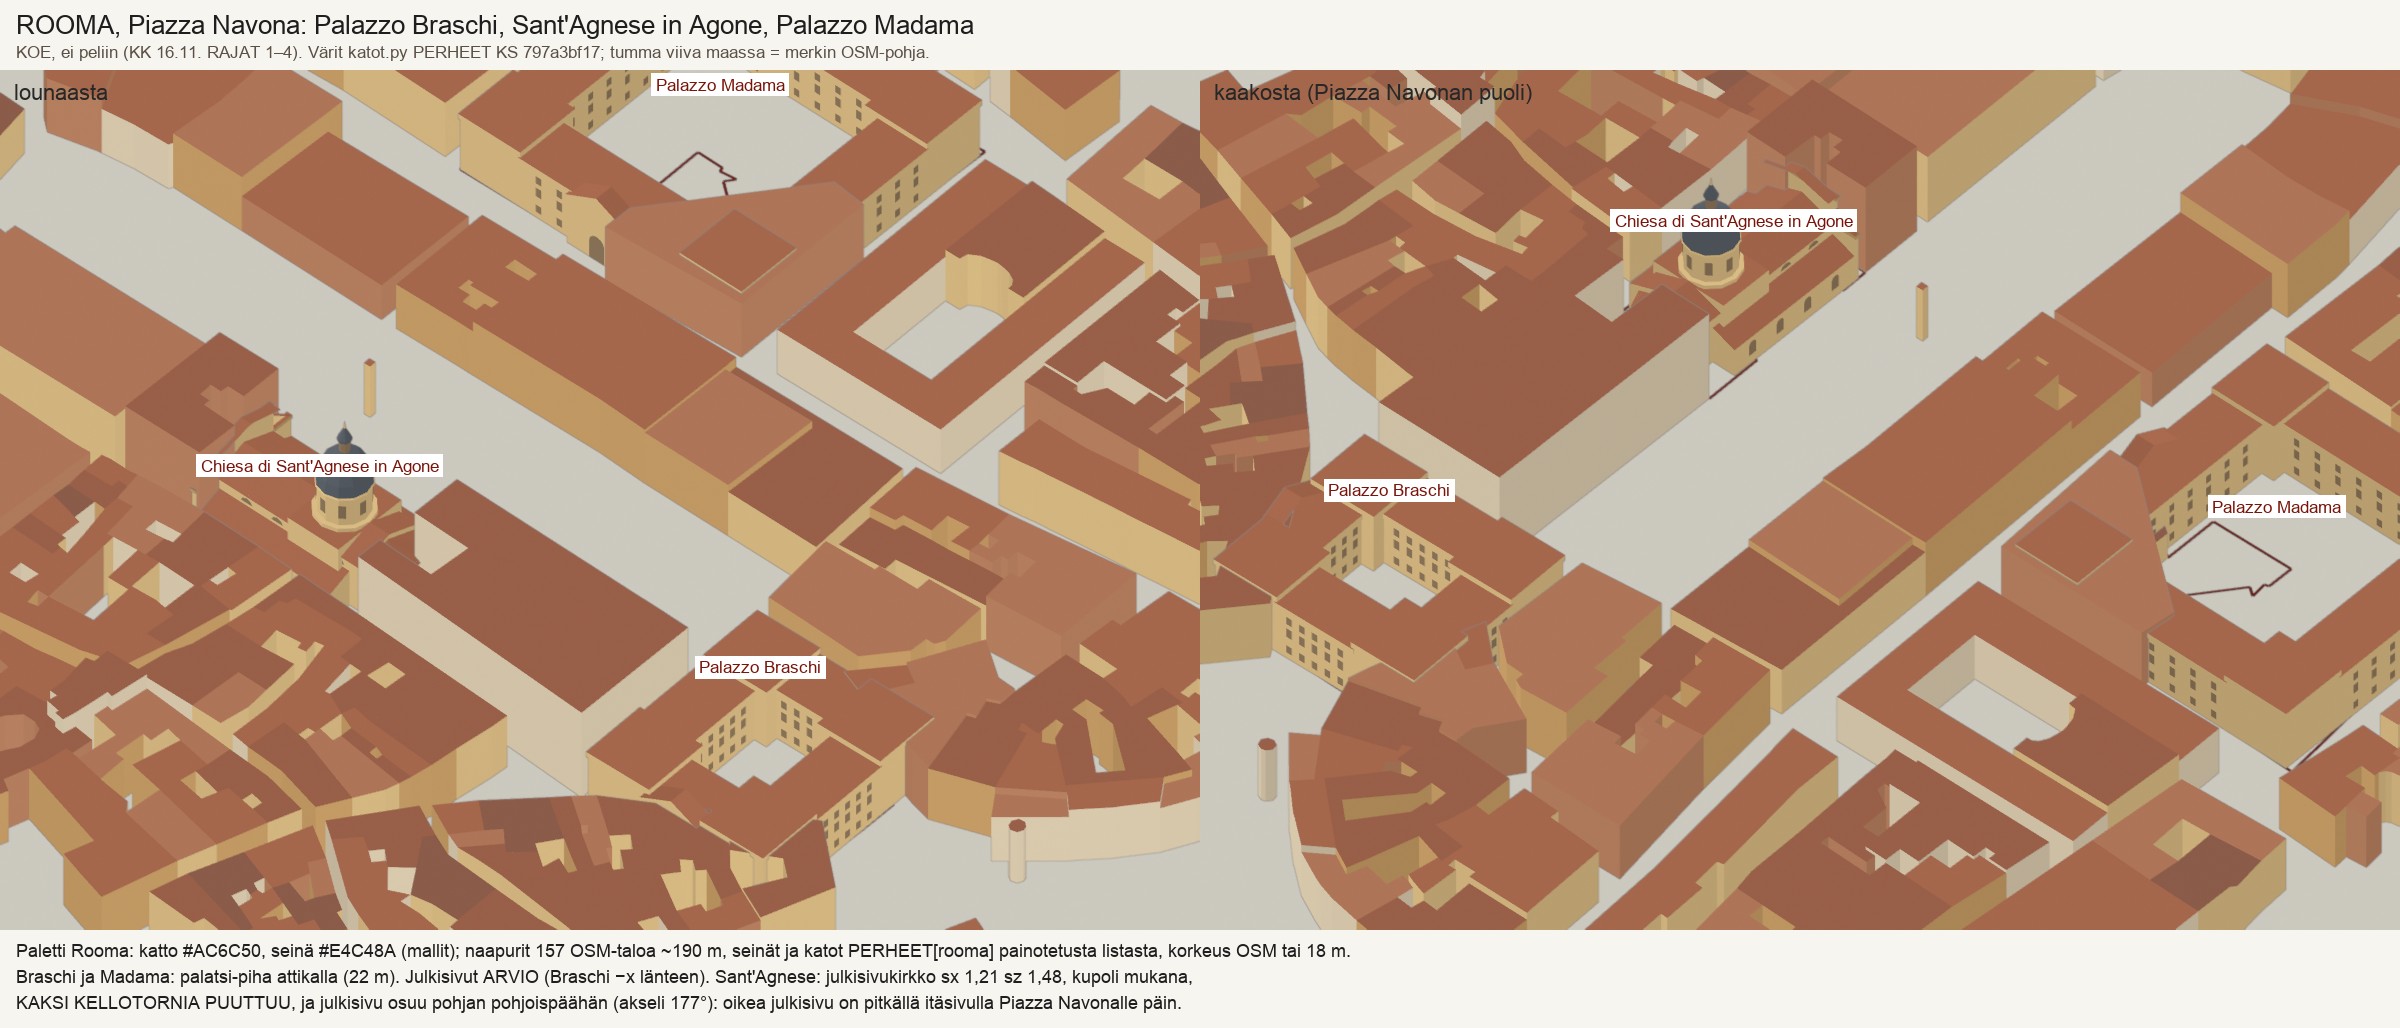 ROOMA, Piazza Navona: Palazzo Braschi, Sant'Agnese in Agone, Palazzo Madama
KOE, ei peliin (KK 16.11. RAJAT 1–4). Värit katot.py PERHEET KS 797a3bf17; tumma viiva maassa = merkin OSM-pohja.
lounaasta
Palazzo Madama
Chiesa di Sant'Agnese in Agone
Palazzo Braschi
kaakosta (Piazza Navonan puoli)
Chiesa di Sant'Agnese in Agone
Palazzo Braschi
Palazzo Madama
Paletti Rooma: katto #AC6C50, seinä #E4C48A (mallit); naapurit 157 OSM-taloa ~190 m, seinät ja katot PERHEET[rooma] painotetusta listasta, korkeus OSM tai 18 m.
Braschi ja Madama: palatsi-piha attikalla (22 m). Julkisivut ARVIO (Braschi −x länteen). Sant'Agnese: julkisivukirkko sx 1,21 sz 1,48, kupoli mukana,
KAKSI KELLOTORNIA PUUTTUU, ja julkisivu osuu pohjan pohjoispäähän (akseli 177°): oikea julkisivu on pitkällä itäsivulla Piazza Navonalle päin.